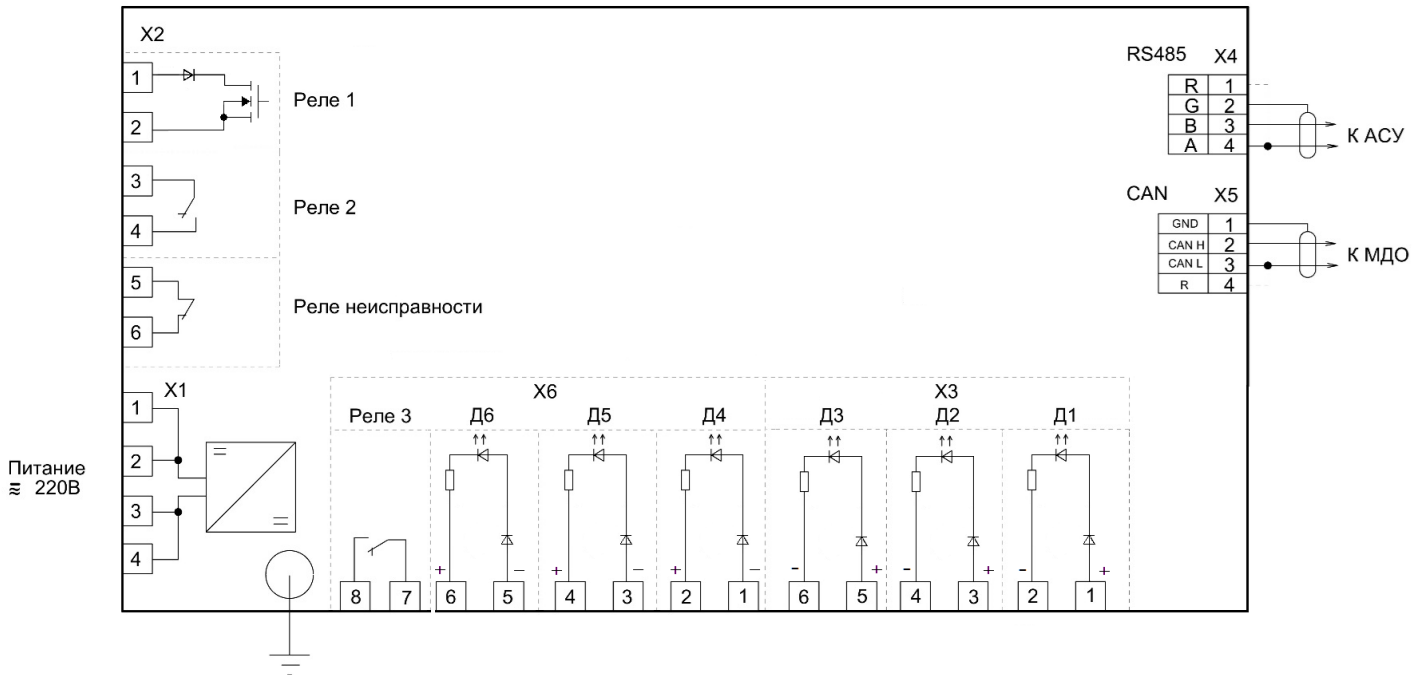 X2
1
Реле 1
2
3
Реле 2
4
5
Реле неисправности
6
X1
1
2
Питание
≂ 220В
3
4
RS485 X4
R 1
G 2
B 3
A 4
К АСУ
CAN X5
GND 1
CAN H 2
CAN L 3
R 4
К МДО
X6 X3
Реле 3 Д6 Д5 Д4 Д3 Д2 Д1
+ − + − + − - + - + - +
8 7 6 5 4 3 2 1 6 5 4 3 2 1